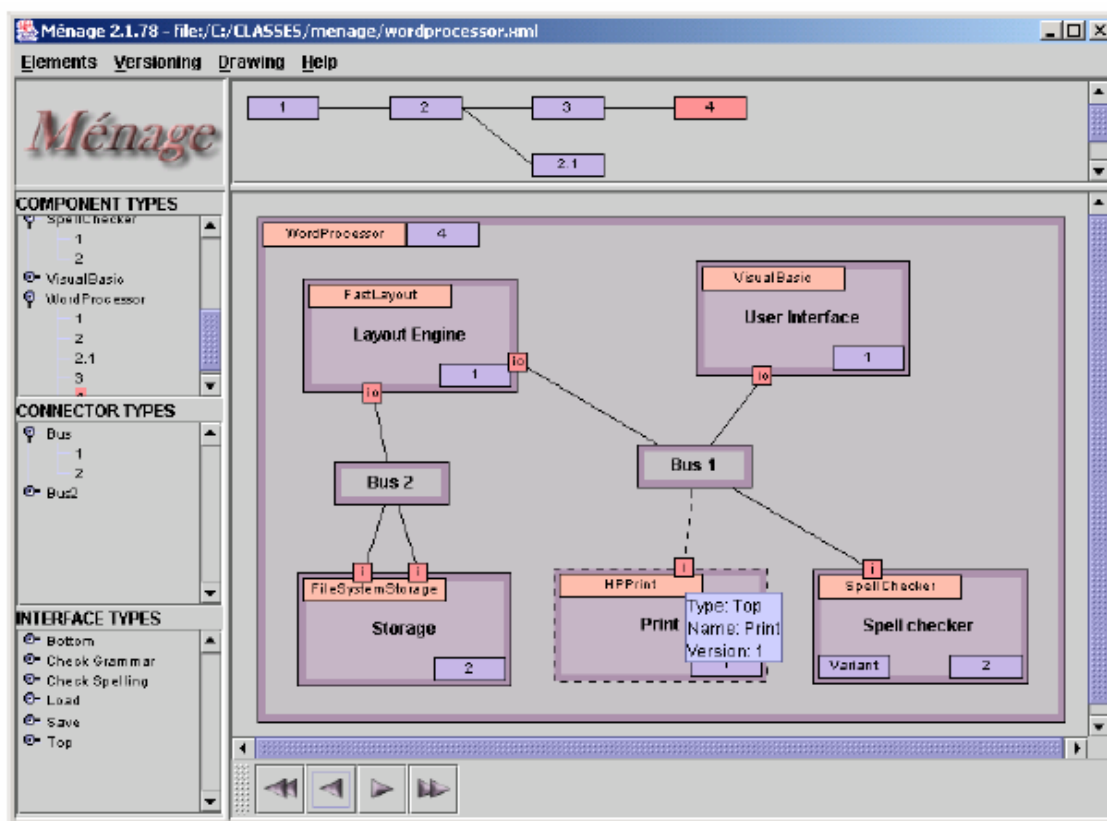 Ménage 2.1.78 - file:/C:/CLASSES/menage/wordprocessor.xml
Elements Versioning Drawing Help
Ménage
1 2 3 4
2.1
COMPONENT TYPES
SpellChecker
1
2
VisualBasic
WordProcessor
1
2
2.1
3
CONNECTOR TYPES
Bus
1
2
Bus2
INTERFACE TYPES
Bottom
Check Grammar
Check Spelling
Load
Save
Top
WordProcessor 4
FastLayout
Layout Engine
1
io
io
VisualBasic
User Interface
1
io
Bus 2
Bus 1
i i
FileSystemStorage
Storage
2
i
HPPrint
Print
Type: Top
Name: Print
Version: 1
i
SpellChecker
Spell checker
Variant 2